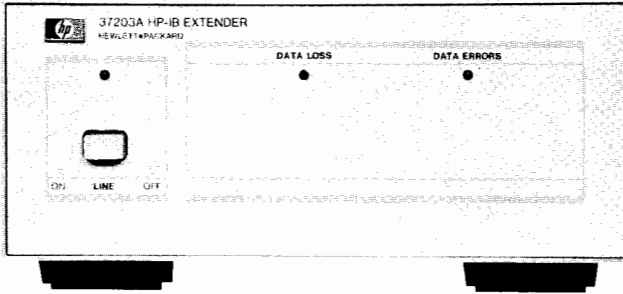 hp
37203A HP-IB EXTENDER
HEWLETT•PACKARD
DATA LOSS DATA ERRORS
ON LINE OFF